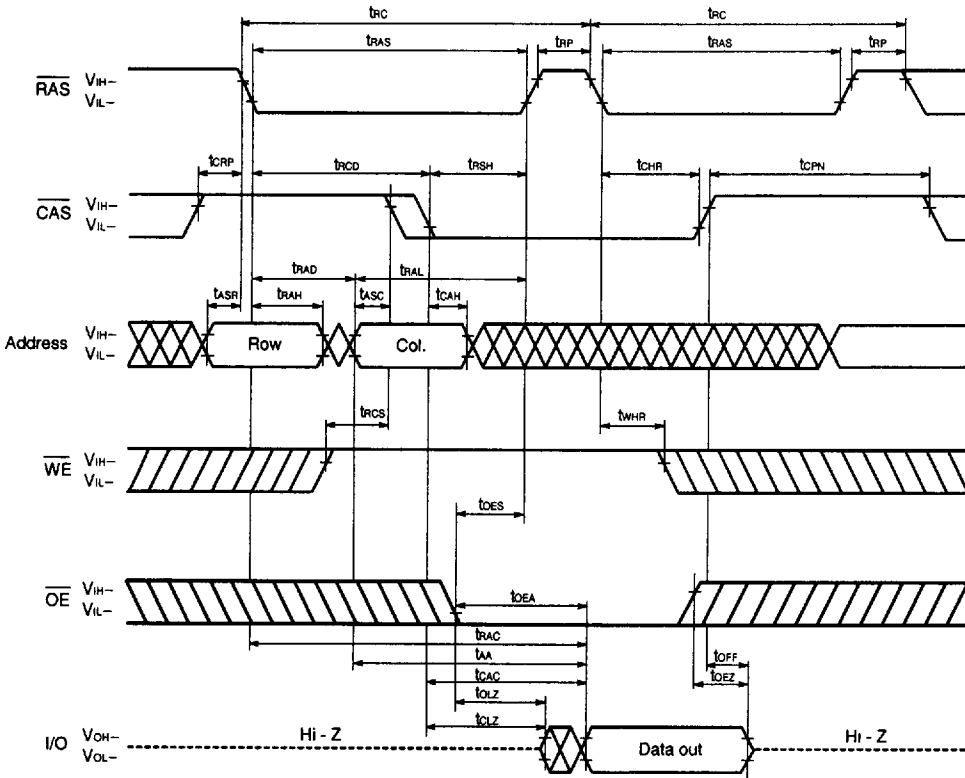 tRC tRC
tRAS tRP tRAS tRP
RAS VIH–
VIL–
tCRP tRCD tRSH tCHR tCPN
CAS VIH–
VIL–
tRAD tRAL
tASR tRAH tASC tCAH
Address VIH–
VIL–
Row Col.
tRCS tWHR
WE VIH–
VIL–
tOES
OE VIH–
VIL–
tOEA
tRAC
tAA tOFF
tCAC tOEZ
tOLZ
tCLZ
I/O VOH–
VOL–
Hi - Z Data out Hi - Z